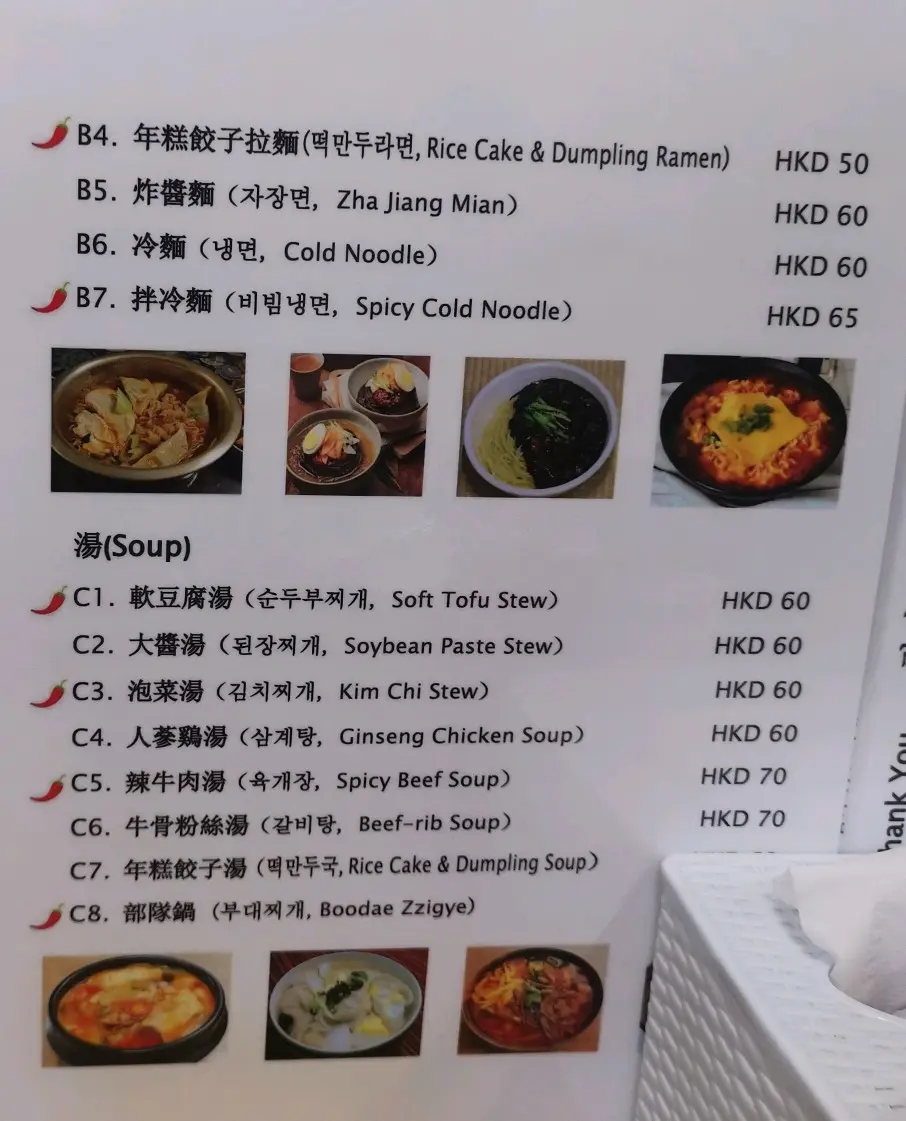 B4. 年糕餃子拉麵(떡만두라면, Rice Cake & Dumpling Ramen) HKD 50
B5. 炸醬麵（자장면, Zha Jiang Mian） HKD 60
B6. 冷麵（냉면, Cold Noodle） HKD 60
B7. 拌冷麵（비빔냉면, Spicy Cold Noodle） HKD 65
湯(Soup)
C1. 軟豆腐湯（순두부찌개, Soft Tofu Stew） HKD 60
C2. 大醬湯（된장찌개, Soybean Paste Stew） HKD 60
C3. 泡菜湯（김치찌개, Kim Chi Stew） HKD 60
C4. 人蔘鷄湯（삼계탕, Ginseng Chicken Soup） HKD 60
C5. 辣牛肉湯（육개장, Spicy Beef Soup） HKD 70
C6. 牛骨粉絲湯（갈비탕, Beef-rib Soup） HKD 70
C7. 年糕餃子湯（떡만두국, Rice Cake & Dumpling Soup）
C8. 部隊鍋（부대찌개, Boodae Zzigye）
You